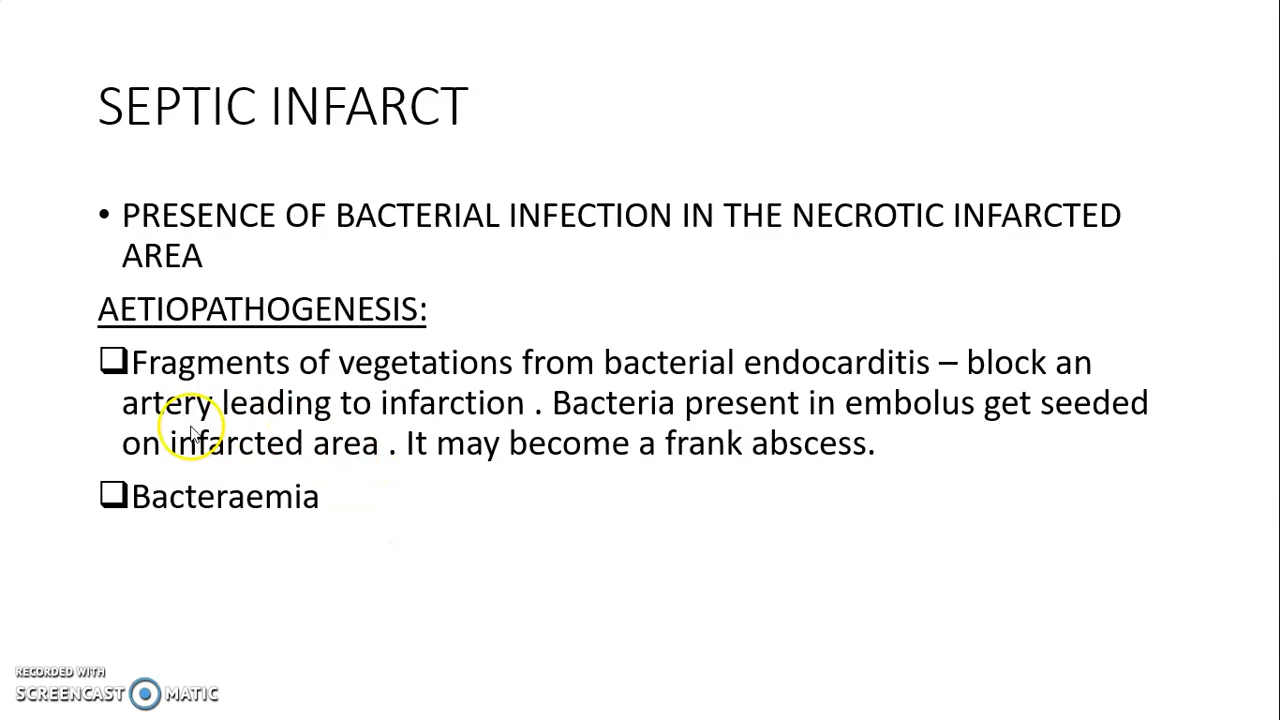 SEPTIC INFARCT
• PRESENCE OF BACTERIAL INFECTION IN THE NECROTIC INFARCTED
AREA
AETIOPATHOGENESIS:
❑Fragments of vegetations from bacterial endocarditis – block an
artery leading to infarction . Bacteria present in embolus get seeded
on infarcted area . It may become a frank abscess.
❑Bacteraemia
RECORDED WITH
SCREENCAST MATIC